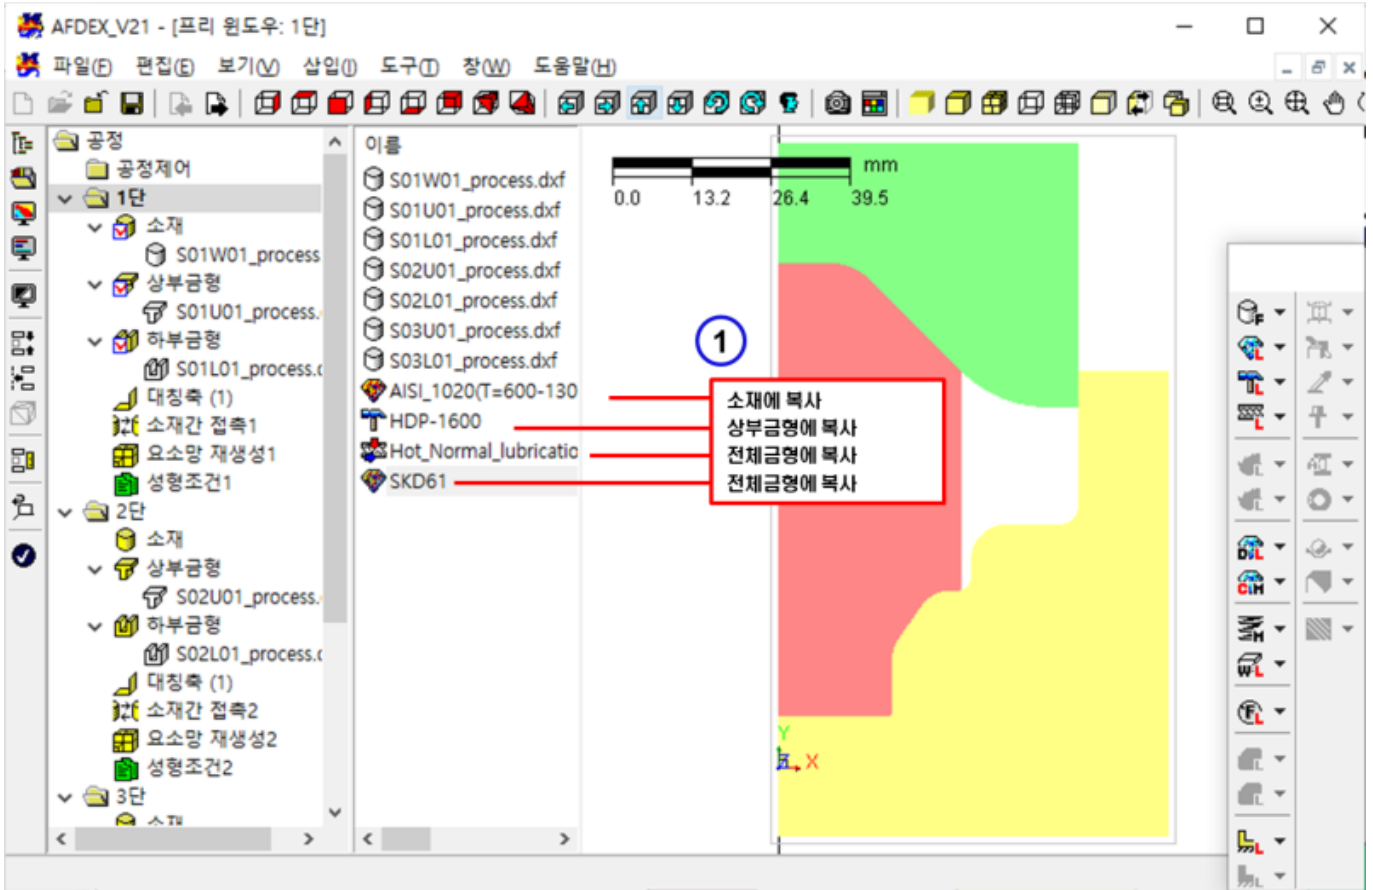 AFDEX_V21 - [프리 윈도우: 1단]
파일(F) 편집(E) 보기(V) 삽입(I) 도구(T) 창(W) 도움말(H)
공정
공정제어
1단
소재
S01W01_process
상부금형
S01U01_process.
하부금형
S01L01_process.
대칭축 (1)
소재간 접촉1
요소망 재생성1
성형조건1
2단
소재
상부금형
S02U01_process.
하부금형
S02L01_process.
대칭축 (1)
소재간 접촉2
요소망 재생성2
성형조건2
3단
소재
이름
S01W01_process.dxf
S01U01_process.dxf
S01L01_process.dxf
S02U01_process.dxf
S02L01_process.dxf
S03U01_process.dxf
S03L01_process.dxf
AISI_1020(T=600-130
HDP-1600
Hot_Normal_lubricatio
SKD61
mm
0.0 13.2 26.4 39.5
1
소재에 복사
상부금형에 복사
전체금형에 복사
전체금형에 복사
Y
Z X
F
L
L
L
D:L
C:M
M
W:L
F L
L